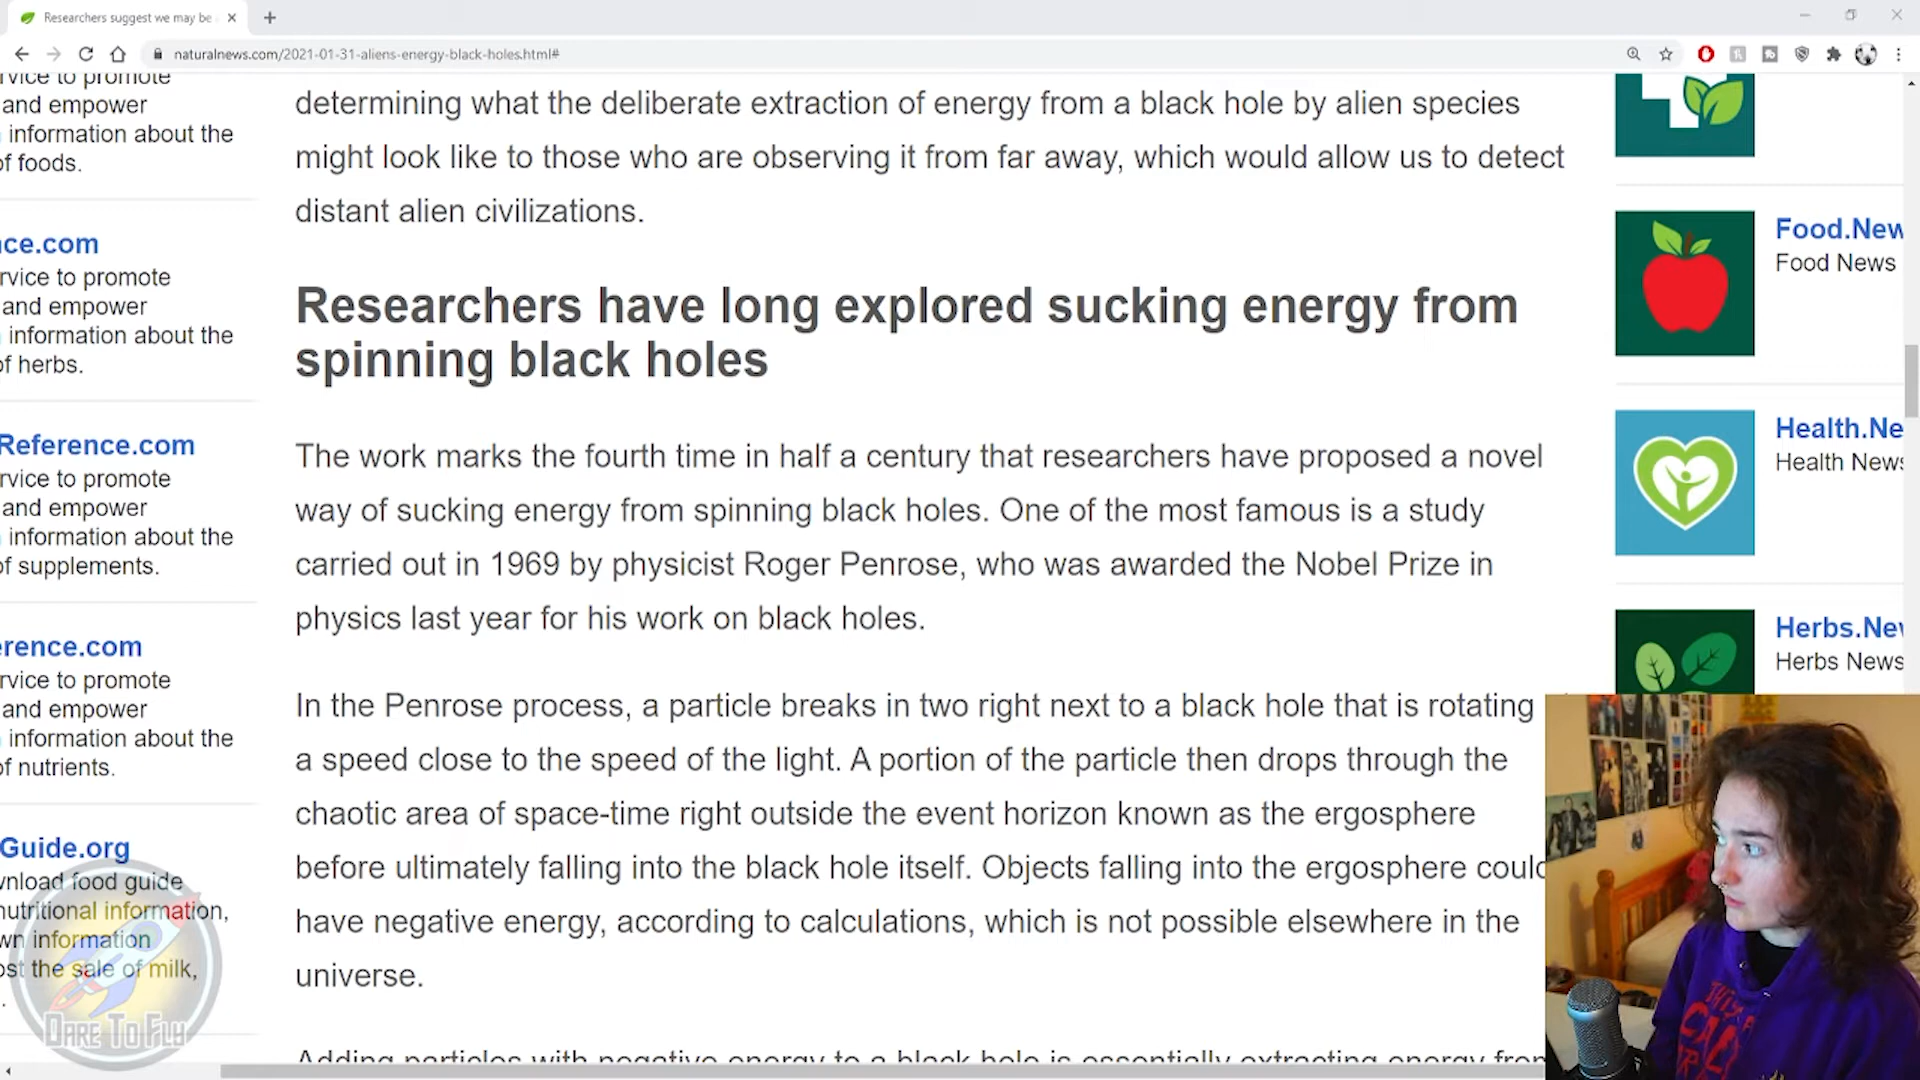 Researchers suggest we may be
naturalnews.com/2021-01-31-aliens-energy-black-holes.html#
rvice to promote
and empower
information about the
of foods.
ce.com
rvice to promote
and empower
information about the
of herbs.
Reference.com
rvice to promote
and empower
information about the
of supplements.
erence.com
rvice to promote
and empower
information about the
of nutrients.
Guide.org
wnload food guide
nutritional information,
wn information
ost the sale of milk,
DARE TO FLY
determining what the deliberate extraction of energy from a black hole by alien species
might look like to those who are observing it from far away, which would allow us to detect
distant alien civilizations.
Researchers have long explored sucking energy from
spinning black holes
The work marks the fourth time in half a century that researchers have proposed a novel
way of sucking energy from spinning black holes. One of the most famous is a study
carried out in 1969 by physicist Roger Penrose, who was awarded the Nobel Prize in
physics last year for his work on black holes.
In the Penrose process, a particle breaks in two right next to a black hole that is rotating
a speed close to the speed of the light. A portion of the particle then drops through the
chaotic area of space-time right outside the event horizon known as the ergosphere
before ultimately falling into the black hole itself. Objects falling into the ergosphere could
have negative energy, according to calculations, which is not possible elsewhere in the
universe.
Adding particles with negative energy to a black hole is essentially extracting energy from
Food.New
Food News
Health.Ne
Health News
Herbs.New
Herbs News